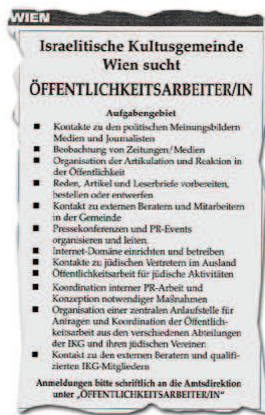 WIEN
Israelitische Kultusgemeinde
Wien sucht
ÖFFENTLICHKEITSARBEITER/IN
Aufgabengebiet
■ Kontakte zu den politischen Meinungsbildern
Medien und Journalisten
■ Beobachtung von Zeitungen/Medien
■ Organisation der Artikulation und Reaktion in
der Öffentlichkeit
■ Reden, Artikel und Leserbriefe vorbereiten,
bestellen oder entwerfen
■ Kontakt zu externen Beratern und Mitarbeitern
in der Gemeinde
■ Pressekonferenzen und PR-Events
organisieren und leiten.
■ Internet-Domäne einrichten und betreiben
■ Kontakte zu jüdischen Vertretern im Ausland
■ Öffentlichkeitsarbeit für jüdische Aktivitäten
■ Koordination interner PR-Arbeit und
Konzeption notwendiger Maßnahmen
■ Organisation einer zentralen Anlaufstelle für
Anfragen und Koordination der Öffentlich-
keitsarbeit aus den verschiedenen Abteilungen
der IKG und ihren jüdischen Vereinen
■ Kontakt zu den externen Beratern und qualifi-
zierten IKG-Mitgliedern
Anmeldungen bitte schriftlich an die Amtsdirektion
unter „ÖFFENTLICHKEITSARBEITER/IN“